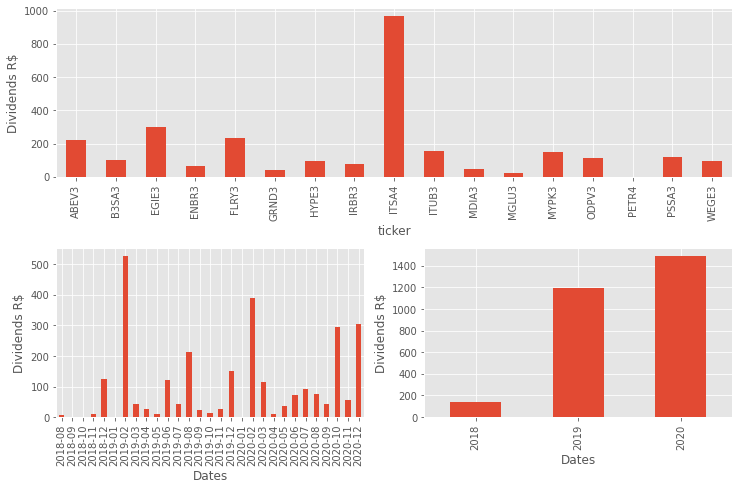 Dividends R$
1000
800
600
400
200
0
ABEV3 B3SA3 EGIE3 ENBR3 FLRY3 GRND3 HYPE3 IRBR3 ITSA4 ITUB3 MDIA3 MGLU3 MYPK3 ODPV3 PETR4 PSSA3 WEGE3
ticker
Dividends R$
500
400
300
200
100
0
2018-08 2018-09 2018-10 2018-11 2018-12 2019-01 2019-02 2019-03 2019-04 2019-05 2019-06 2019-07 2019-08 2019-09 2019-10 2019-11 2019-12 2020-01 2020-02 2020-03 2020-04 2020-05 2020-06 2020-07 2020-08 2020-09 2020-10 2020-11 2020-12
Dates
Dividends R$
1400
1200
1000
800
600
400
200
0
2018 2019 2020
Dates